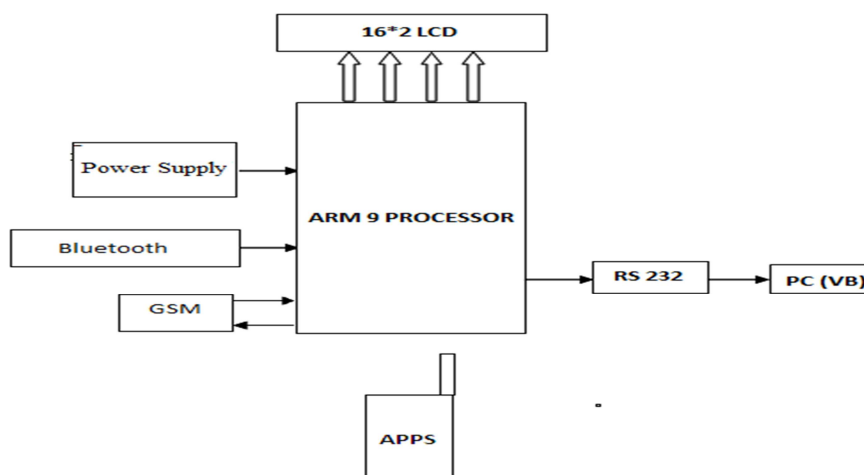 16*2 LCD
Power Supply
ARM 9 PROCESSOR
Bluetooth
RS 232
PC (VB)
GSM
APPS